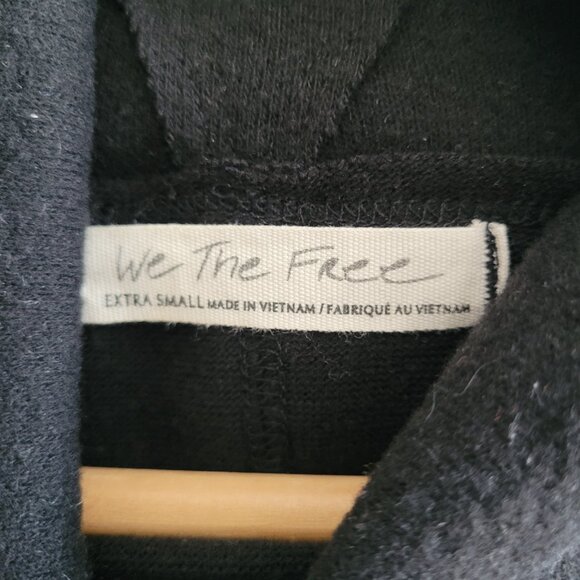 We The Free
EXTRA SMALL MADE IN VIETNAM / FABRIQUÉ AU VIETNAM